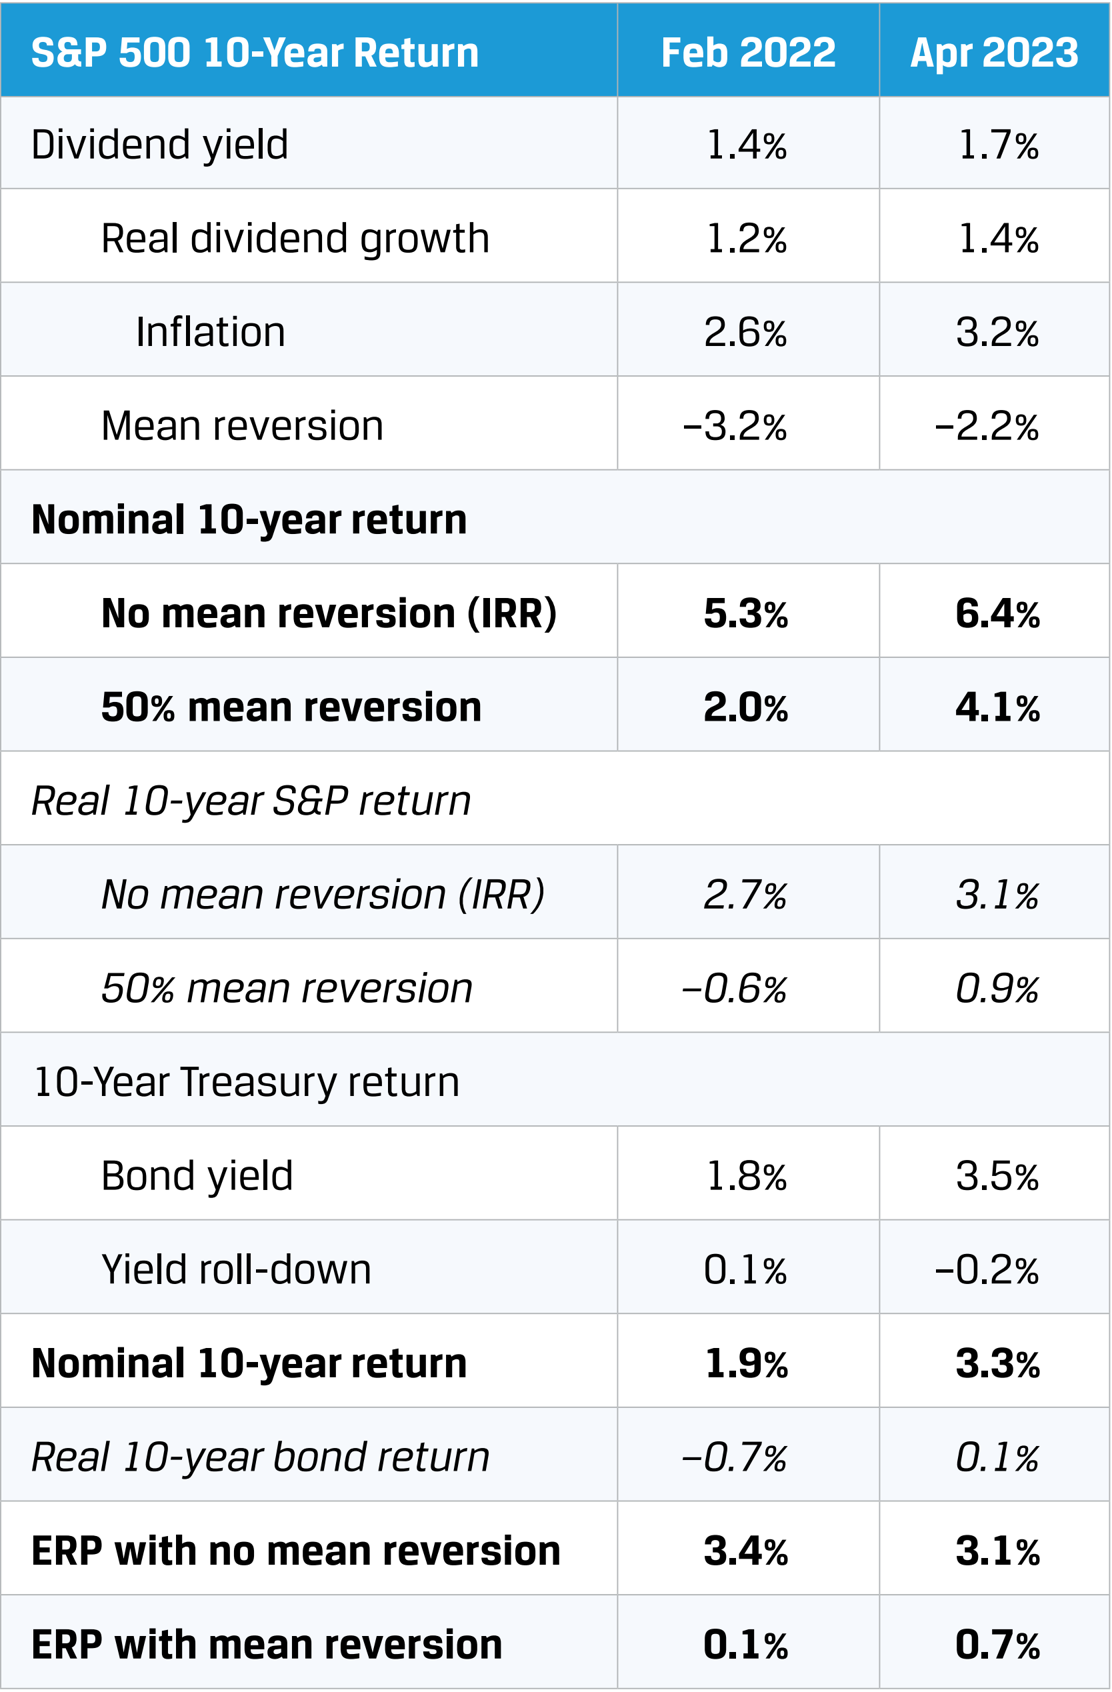 S&P 500 10-Year Return Feb 2022 Apr 2023
Dividend yield 1.4% 1.7%
Real dividend growth 1.2% 1.4%
Inflation 2.6% 3.2%
Mean reversion −3.2% −2.2%
Nominal 10-year return
No mean reversion (IRR) 5.3% 6.4%
50% mean reversion 2.0% 4.1%
Real 10-year S&P return
No mean reversion (IRR) 2.7% 3.1%
50% mean reversion −0.6% 0.9%
10-Year Treasury return
Bond yield 1.8% 3.5%
Yield roll-down 0.1% −0.2%
Nominal 10-year return 1.9% 3.3%
Real 10-year bond return −0.7% 0.1%
ERP with no mean reversion 3.4% 3.1%
ERP with mean reversion 0.1% 0.7%